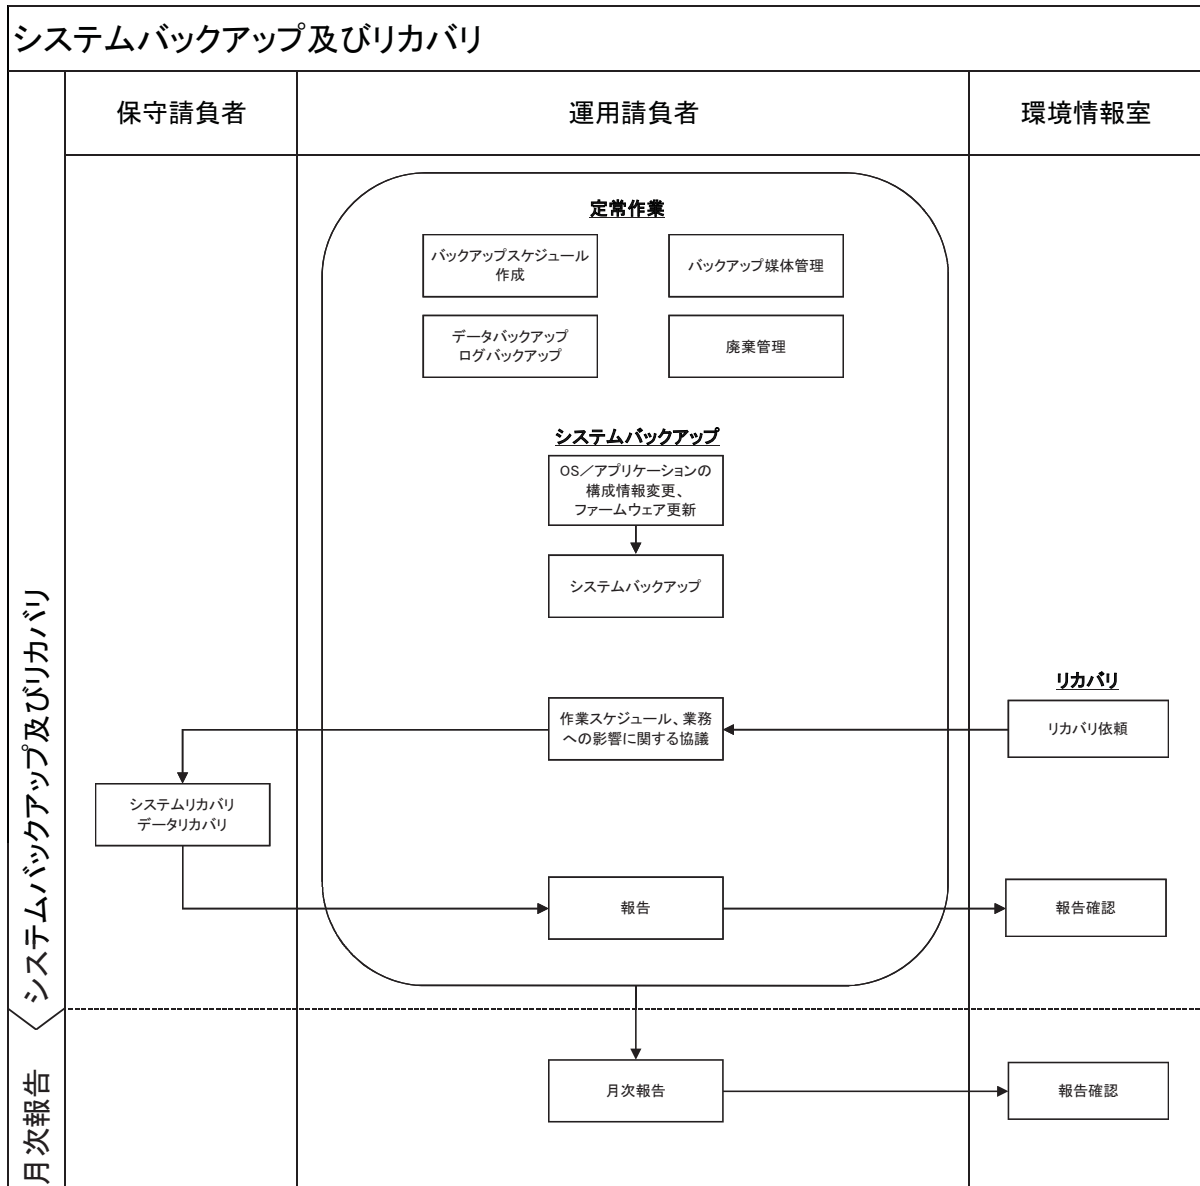 システムバックアップ及びリカバリ
保守請負者
運用請負者
環境情報室
定常作業
バックアップスケジュール
作成
バックアップ媒体管理
データバックアップ
ログバックアップ
廃棄管理
システムバックアップ
OS/アプリケーションの
構成情報変更、
ファームウェア更新
システムバックアップ
リカバリ
作業スケジュール、業務
への影響に関する協議
リカバリ依頼
システムリカバリ
データリカバリ
報告
報告確認
システムバックアップ及びリカバリ
月次報告
報告確認
月次報告